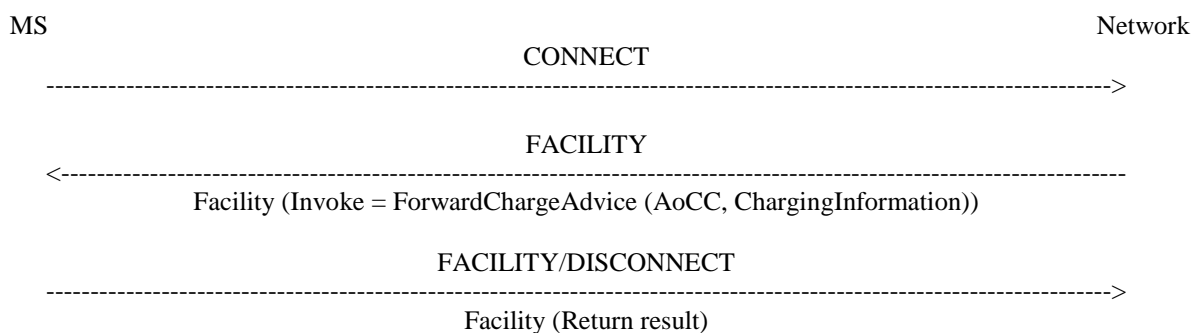 MS Network
CONNECT
------------------------------------------------------------------------------------------------------------------------>
FACILITY
<------------------------------------------------------------------------------------------------------------------------
Facility (Invoke = ForwardChargeAdvice (AoCC, ChargingInformation))
FACILITY/DISCONNECT
------------------------------------------------------------------------------------------------------------------------>
Facility (Return result)